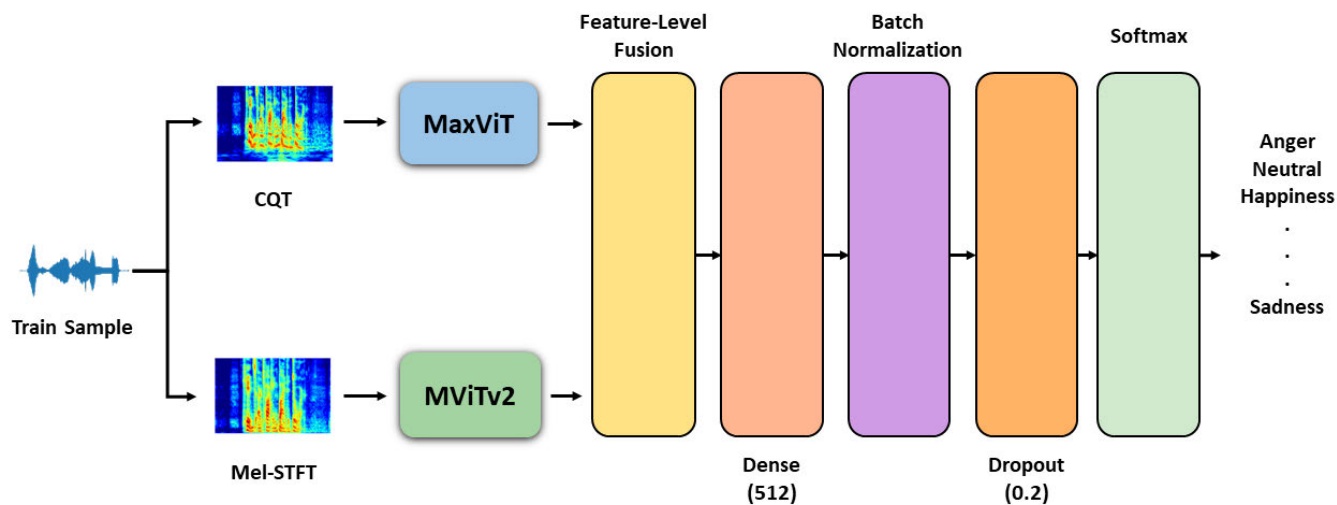 Feature-Level
Fusion
Batch
Normalization
Softmax
MaxViT
CQT
Anger
Neutral
Happiness
.
.
.
Sadness
Train Sample
MViTv2
Mel-STFT
Dense
(512)
Dropout
(0.2)